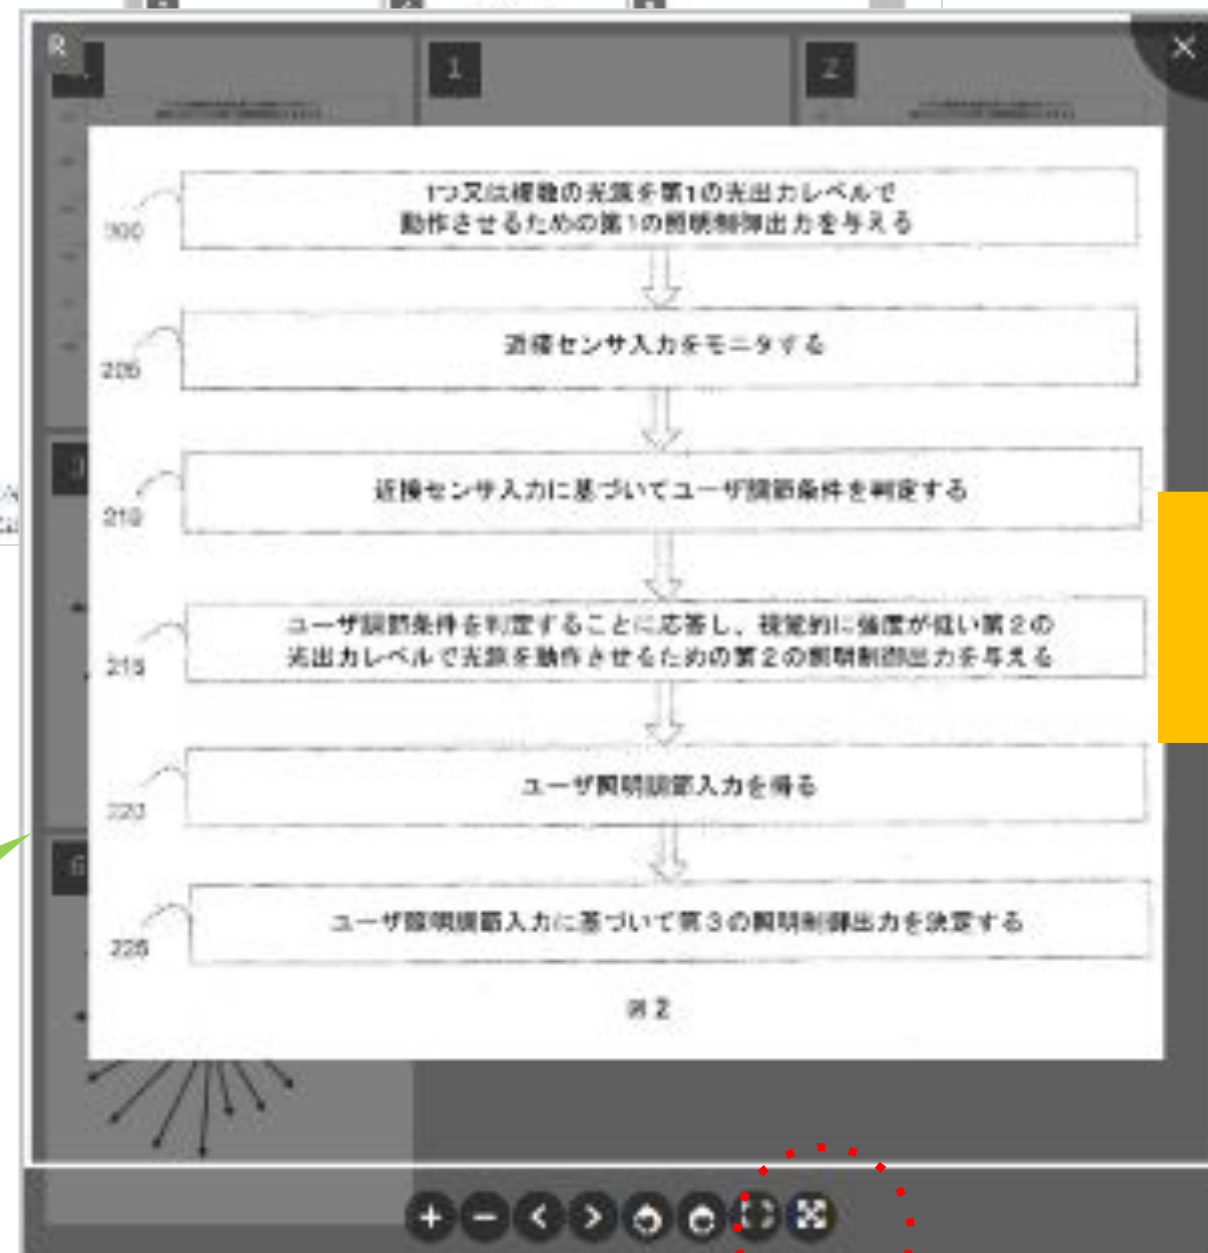 R
1
2
1つ又は複数の光源を第1の光出力レベルで
動作させるための第1の照明制御出力を与える
近接センサ入力をモニタする
205
近接センサ入力に基づいてユーザ調節条件を判定する
210
ユーザ調節条件を判定することに応答し、視覚的に強度が低い第2の
光出力レベルで光源を動作させるための第2の照明制御出力を与える
215
ユーザ照明調節入力を得る
220
ユーザ照明調節入力に基づいて第3の照明制御出力を決定する
225
図2
6